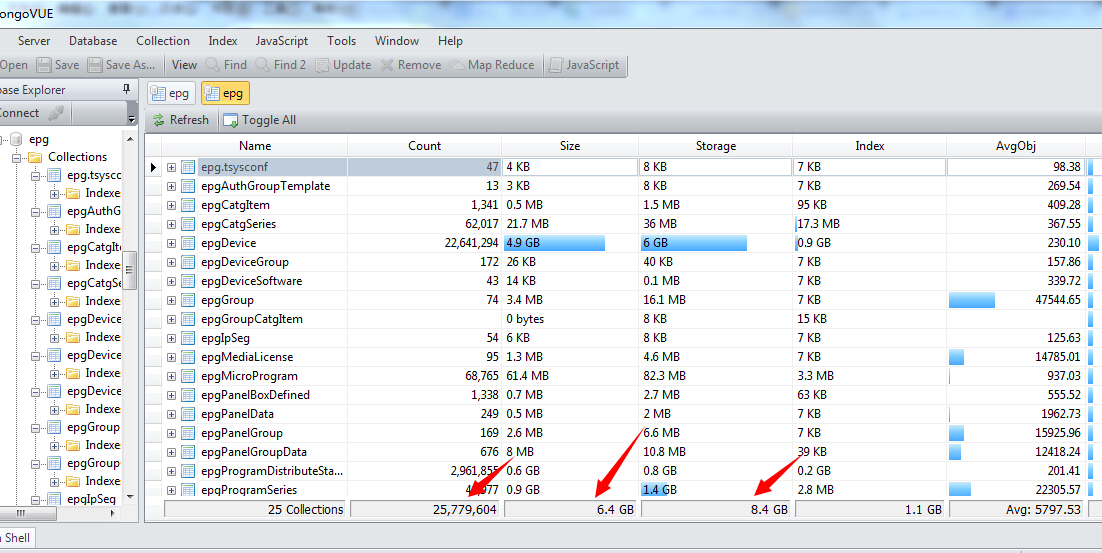 ongoVUE
Server Database Collection Index JavaScript Tools Window Help
Open Save Save As... View Find Find 2 Update Remove Map Reduce JavaScript
base Explorer
epg epg
Connect
Refresh Toggle All
epg
Collections
epg.tsysc
Indexe
epgAuthG
Indexe
epgCatgIte
Indexe
epgCatgSe
Indexe
epgDevice
Indexe
epgDevice
Indexe
epgDevice
Indexe
epgGroup
Indexe
epgGroup
Indexe
epgIpSeg
Name Count Size Storage Index AvgObj
epg.tsysconf 47 4 KB 8 KB 7 KB 98.38
epgAuthGroupTemplate 13 3 KB 8 KB 7 KB 269.54
epgCatgItem 1,341 0.5 MB 1.5 MB 95 KB 409.28
epgCatgSeries 62,017 21.7 MB 36 MB 17.3 MB 367.55
epgDevice 22,641,294 4.9 GB 6 GB 0.9 GB 230.10
epgDeviceGroup 172 26 KB 40 KB 7 KB 157.86
epgDeviceSoftware 43 14 KB 0.1 MB 7 KB 339.72
epgGroup 74 3.4 MB 16.1 MB 7 KB 47544.65
epgGroupCatgItem 0 bytes 8 KB 15 KB
epgIpSeg 54 6 KB 8 KB 7 KB 125.63
epgMediaLicense 95 1.3 MB 4.6 MB 7 KB 14785.01
epgMicroProgram 68,765 61.4 MB 82.3 MB 3.3 MB 937.03
epgPanelBoxDefined 1,338 0.7 MB 2.7 MB 63 KB 555.52
epgPanelData 249 0.5 MB 2 MB 7 KB 1962.73
epgPanelGroup 169 2.6 MB 6.6 MB 7 KB 15925.96
epgPanelGroupData 676 8 MB 10.8 MB 39 KB 12418.24
epgProgramDistributeSta... 2,961,855 0.6 GB 0.8 GB 0.2 GB 201.41
epgProgramSeries 0.9 GB 1.4 GB 2.8 MB 22305.57
25 Collections 25,779,604 6.4 GB 8.4 GB 1.1 GB Avg: 5797.53
Shell